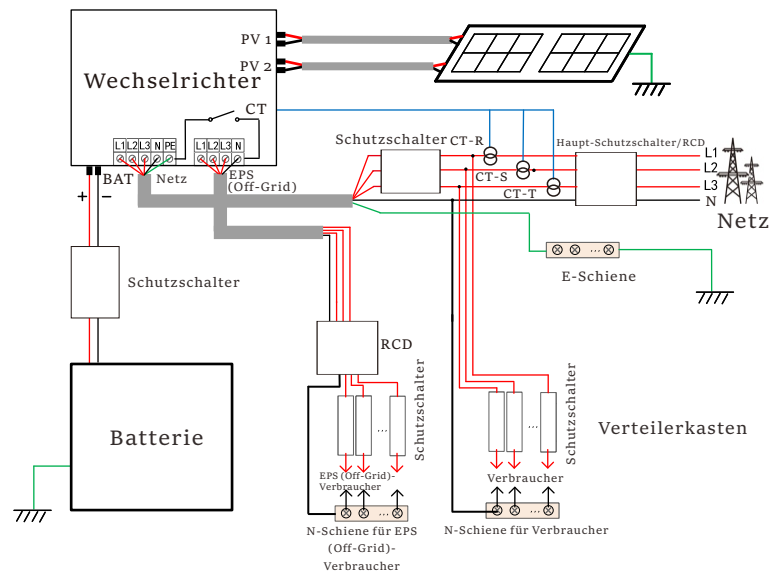 PV 1
PV 2
Wechselrichter
CT
L1 L2 L3 N PE
L1 L2 L3 N
BAT
Netz
EPS
(Off-Grid)
+
−
Schutzschalter
CT-R
CT-S
CT-T
Haupt-Schutzschalter/RCD
L1
L2
L3
N
Netz
E-Schiene
Schutzschalter
RCD
Batterie
Schutzschalter
...
EPS (Off-Grid)-
Verbraucher
...
N-Schiene für EPS
(Off-Grid)-
Verbraucher
Schutzschalter
...
Verbraucher
...
N-Schiene für Verbraucher
Verteilerkasten